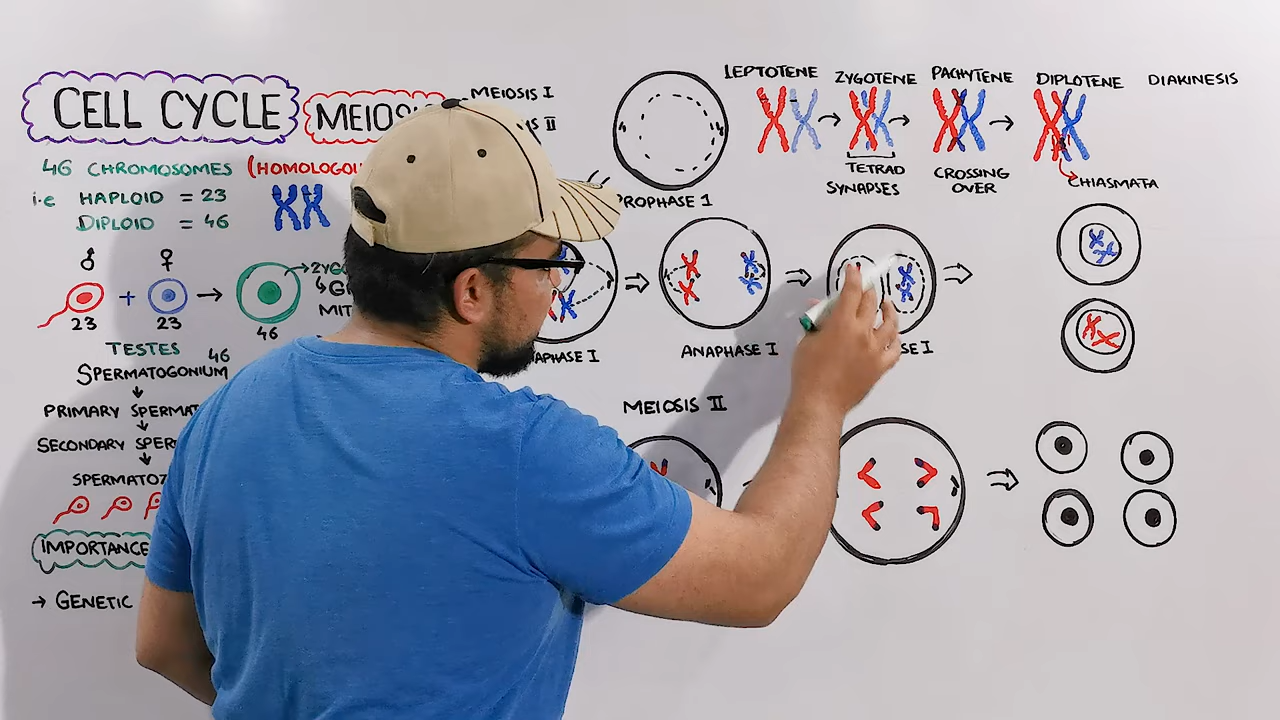 CELL CYCLE
46 CHROMOSOMES
i.e HAPLOID = 23
DIPLOID = 46
♂ ♀
+ →
23 23 46
TESTES
46
SPERMATOGONIUM
PRIMARY
SECONDARY
IMPORTANCE
→ GENETIC
MEIOSIS I
II
PROPHASE 1
LEPTOTENE ZYGOTENE PACHYTENE DIPLOTENE DIAKINESIS
TETRAD
SYNAPSES
CROSSING
OVER
CHIASMATA
ANAPHASE I
MEIOSIS II